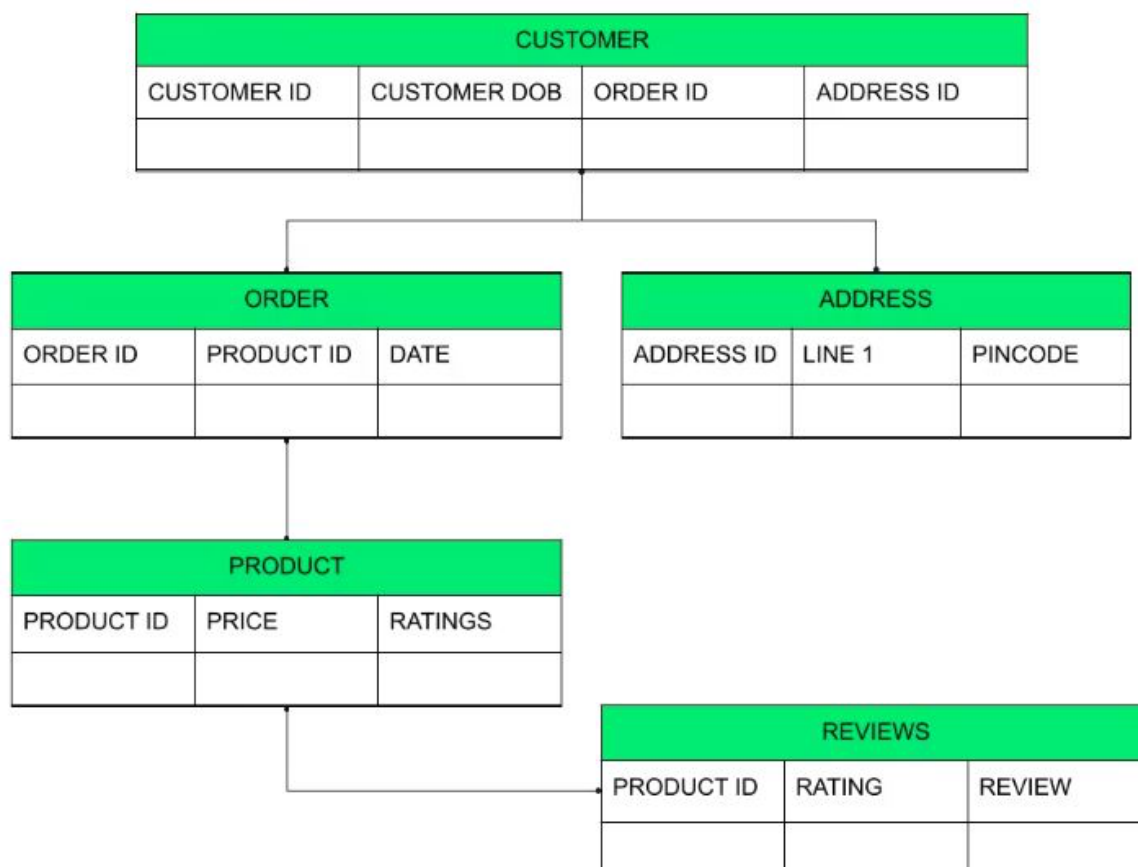 CUSTOMER
CUSTOMER ID CUSTOMER DOB ORDER ID ADDRESS ID
ORDER
ORDER ID PRODUCT ID DATE
ADDRESS
ADDRESS ID LINE 1 PINCODE
PRODUCT
PRODUCT ID PRICE RATINGS
REVIEWS
PRODUCT ID RATING REVIEW